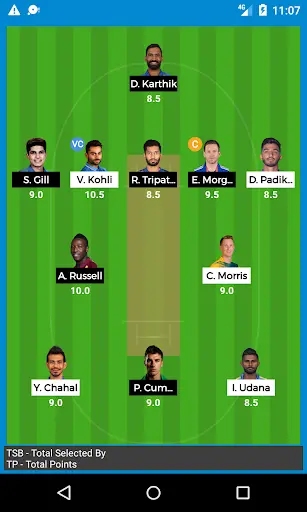 4G 11:07
D. Karthik
8.5
VC C
S. Gill V. Kohli R. Tripat... E. Morg... D. Padik...
9.0 10.5 8.5 9.5 8.5
A. Russell C. Morris
10.0 9.0
Y. Chahal P. Cum... I. Udana
9.0 9.0 8.5
TSB - Total Selected By
TP - Total Points